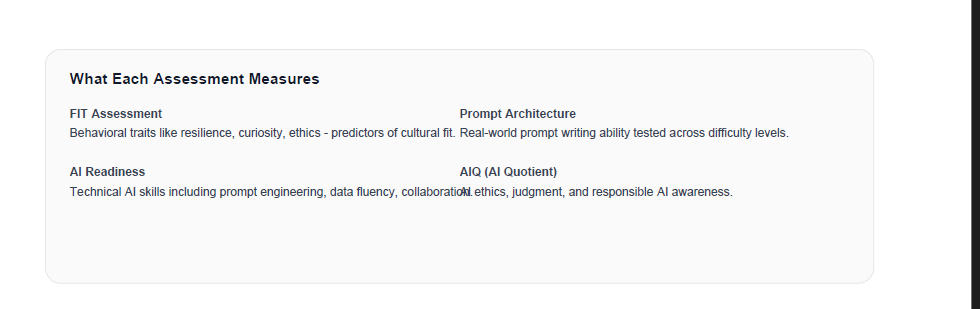 What Each Assessment Measures
FIT Assessment
Behavioral traits like resilience, curiosity, ethics - predictors of cultural fit.
Prompt Architecture
Real-world prompt writing ability tested across difficulty levels.
AI Readiness
Technical AI skills including prompt engineering, data fluency, collaboration.
AIQ (AI Quotient)
AI ethics, judgment, and responsible AI awareness.